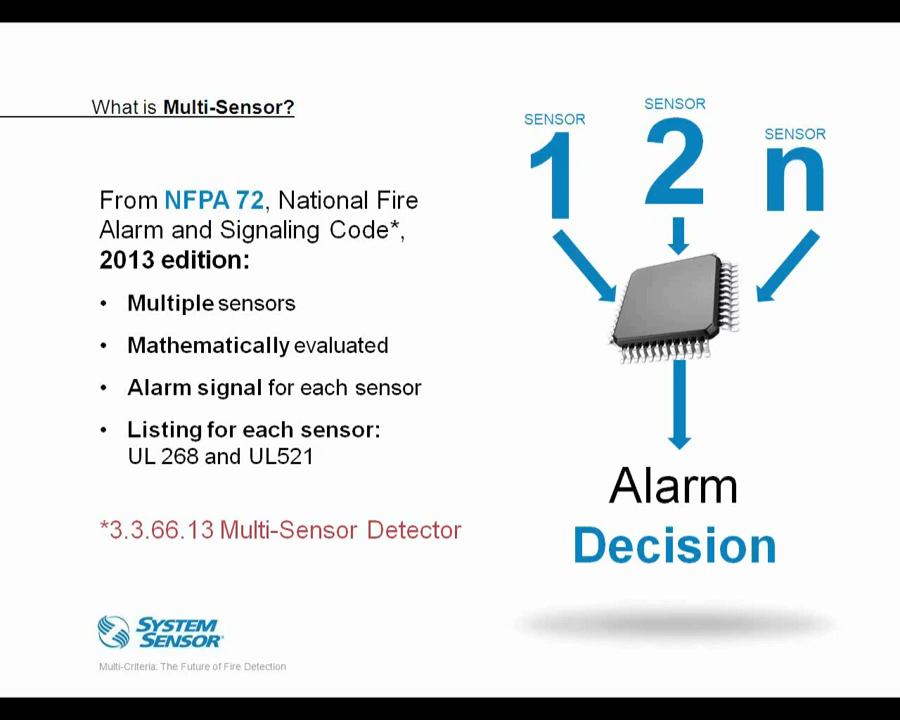 What is Multi-Sensor?
From NFPA 72, National Fire
Alarm and Signaling Code*,
2013 edition:
• Multiple sensors
• Mathematically evaluated
• Alarm signal for each sensor
• Listing for each sensor:
UL 268 and UL521
*3.3.66.13 Multi-Sensor Detector
SENSOR
1
SENSOR
2
SENSOR
n
Alarm
Decision
SYSTEM
SENSOR
Multi-Criteria: The Future of Fire Detection